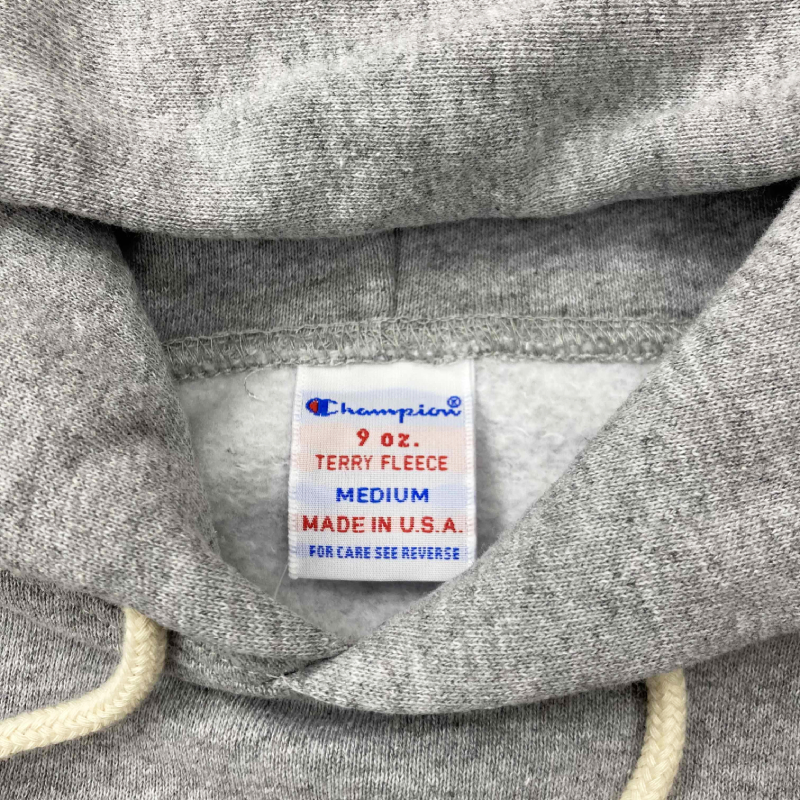 Champion®
9 oz.
TERRY FLEECE
MEDIUM
MADE IN U.S.A.
FOR CARE SEE REVERSE